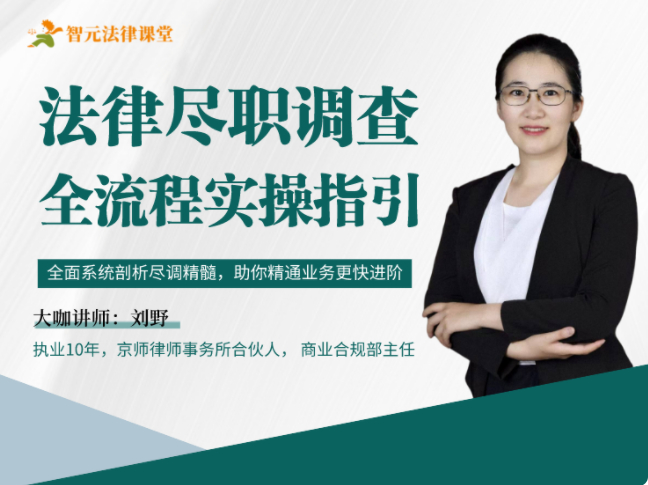 智元法律课堂
法律尽职调查
全流程实操指引
全面系统剖析尽调精髓，助你精通业务更快进阶
大咖讲师：刘野
执业10年，京师律师事务所合伙人，商业合规部主任